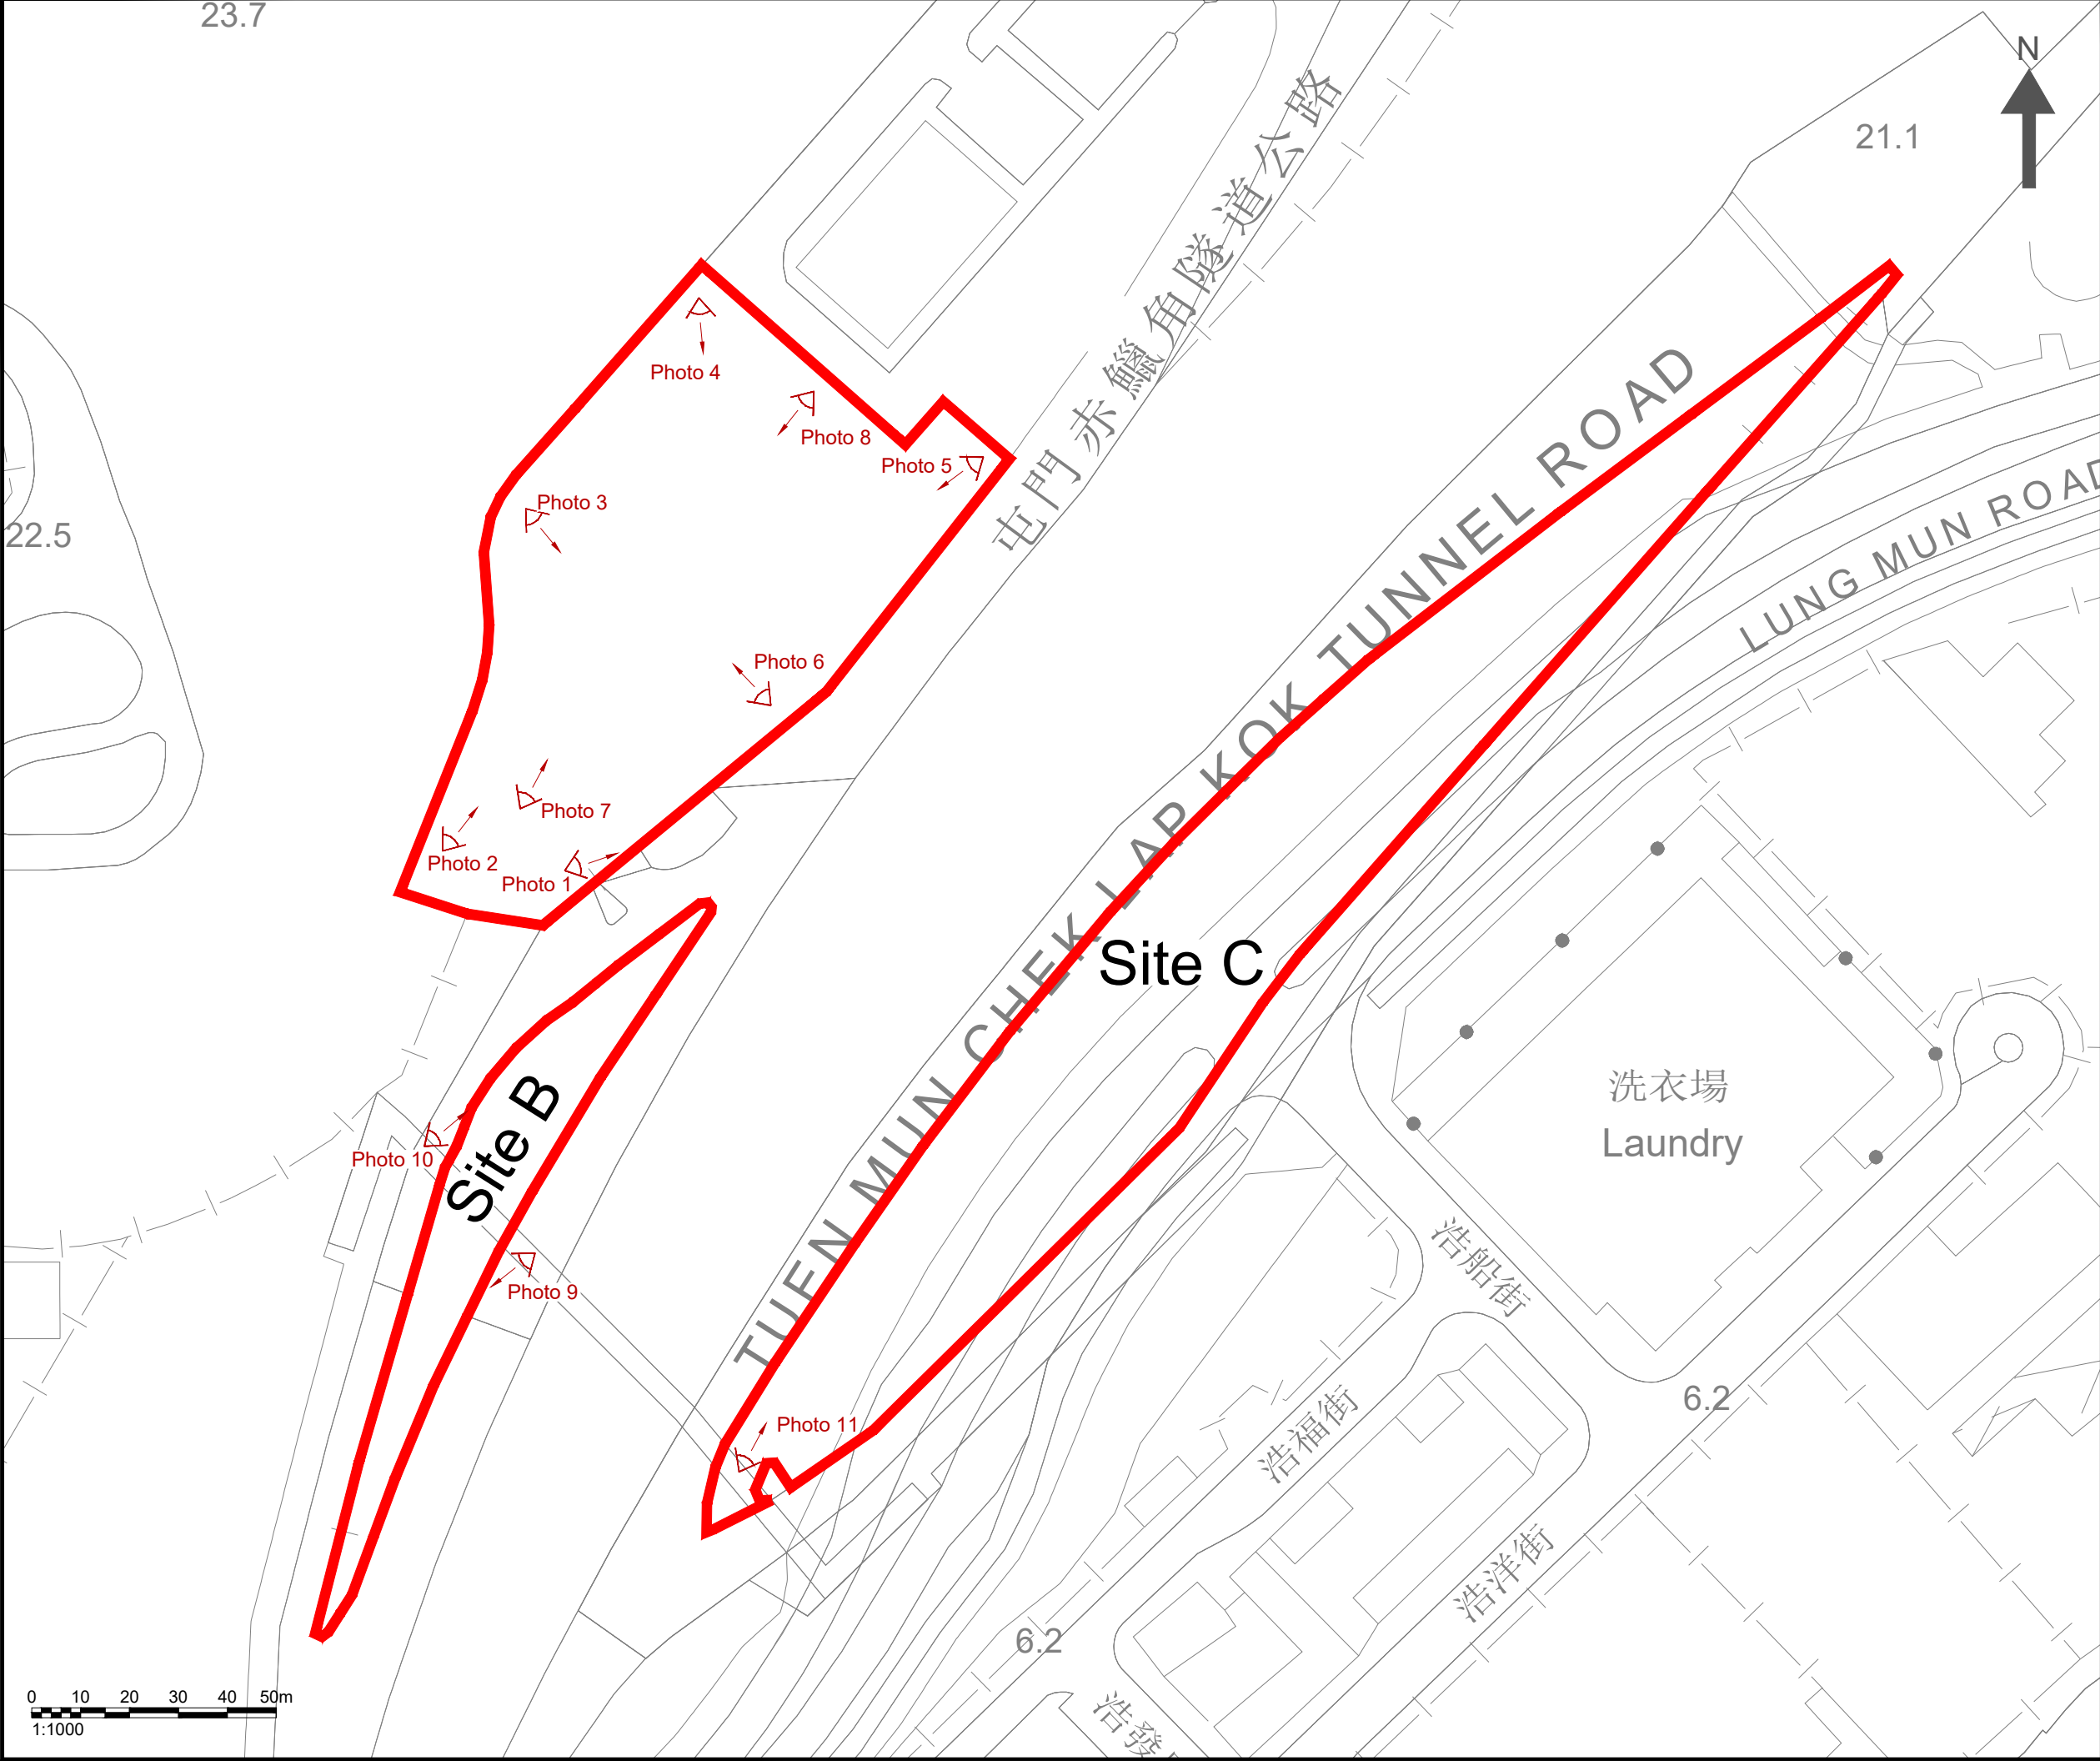 23.7
N
21.1
屯門赤鱲角隧道公路
Photo 4
Photo 8
Photo 5
Photo 3
22.5
TUEN MUN CHEK LAP KOK TUNNEL ROAD
LUNG MUN ROAD
Photo 6
Photo 7
Photo 2
Photo 1
Site C
Site B
洗衣場
Laundry
Photo 10
Photo 9
浩船街
Photo 11
浩福街
6.2
浩洋街
6.2
浩發
0 10 20 30 40 50m
1:1000